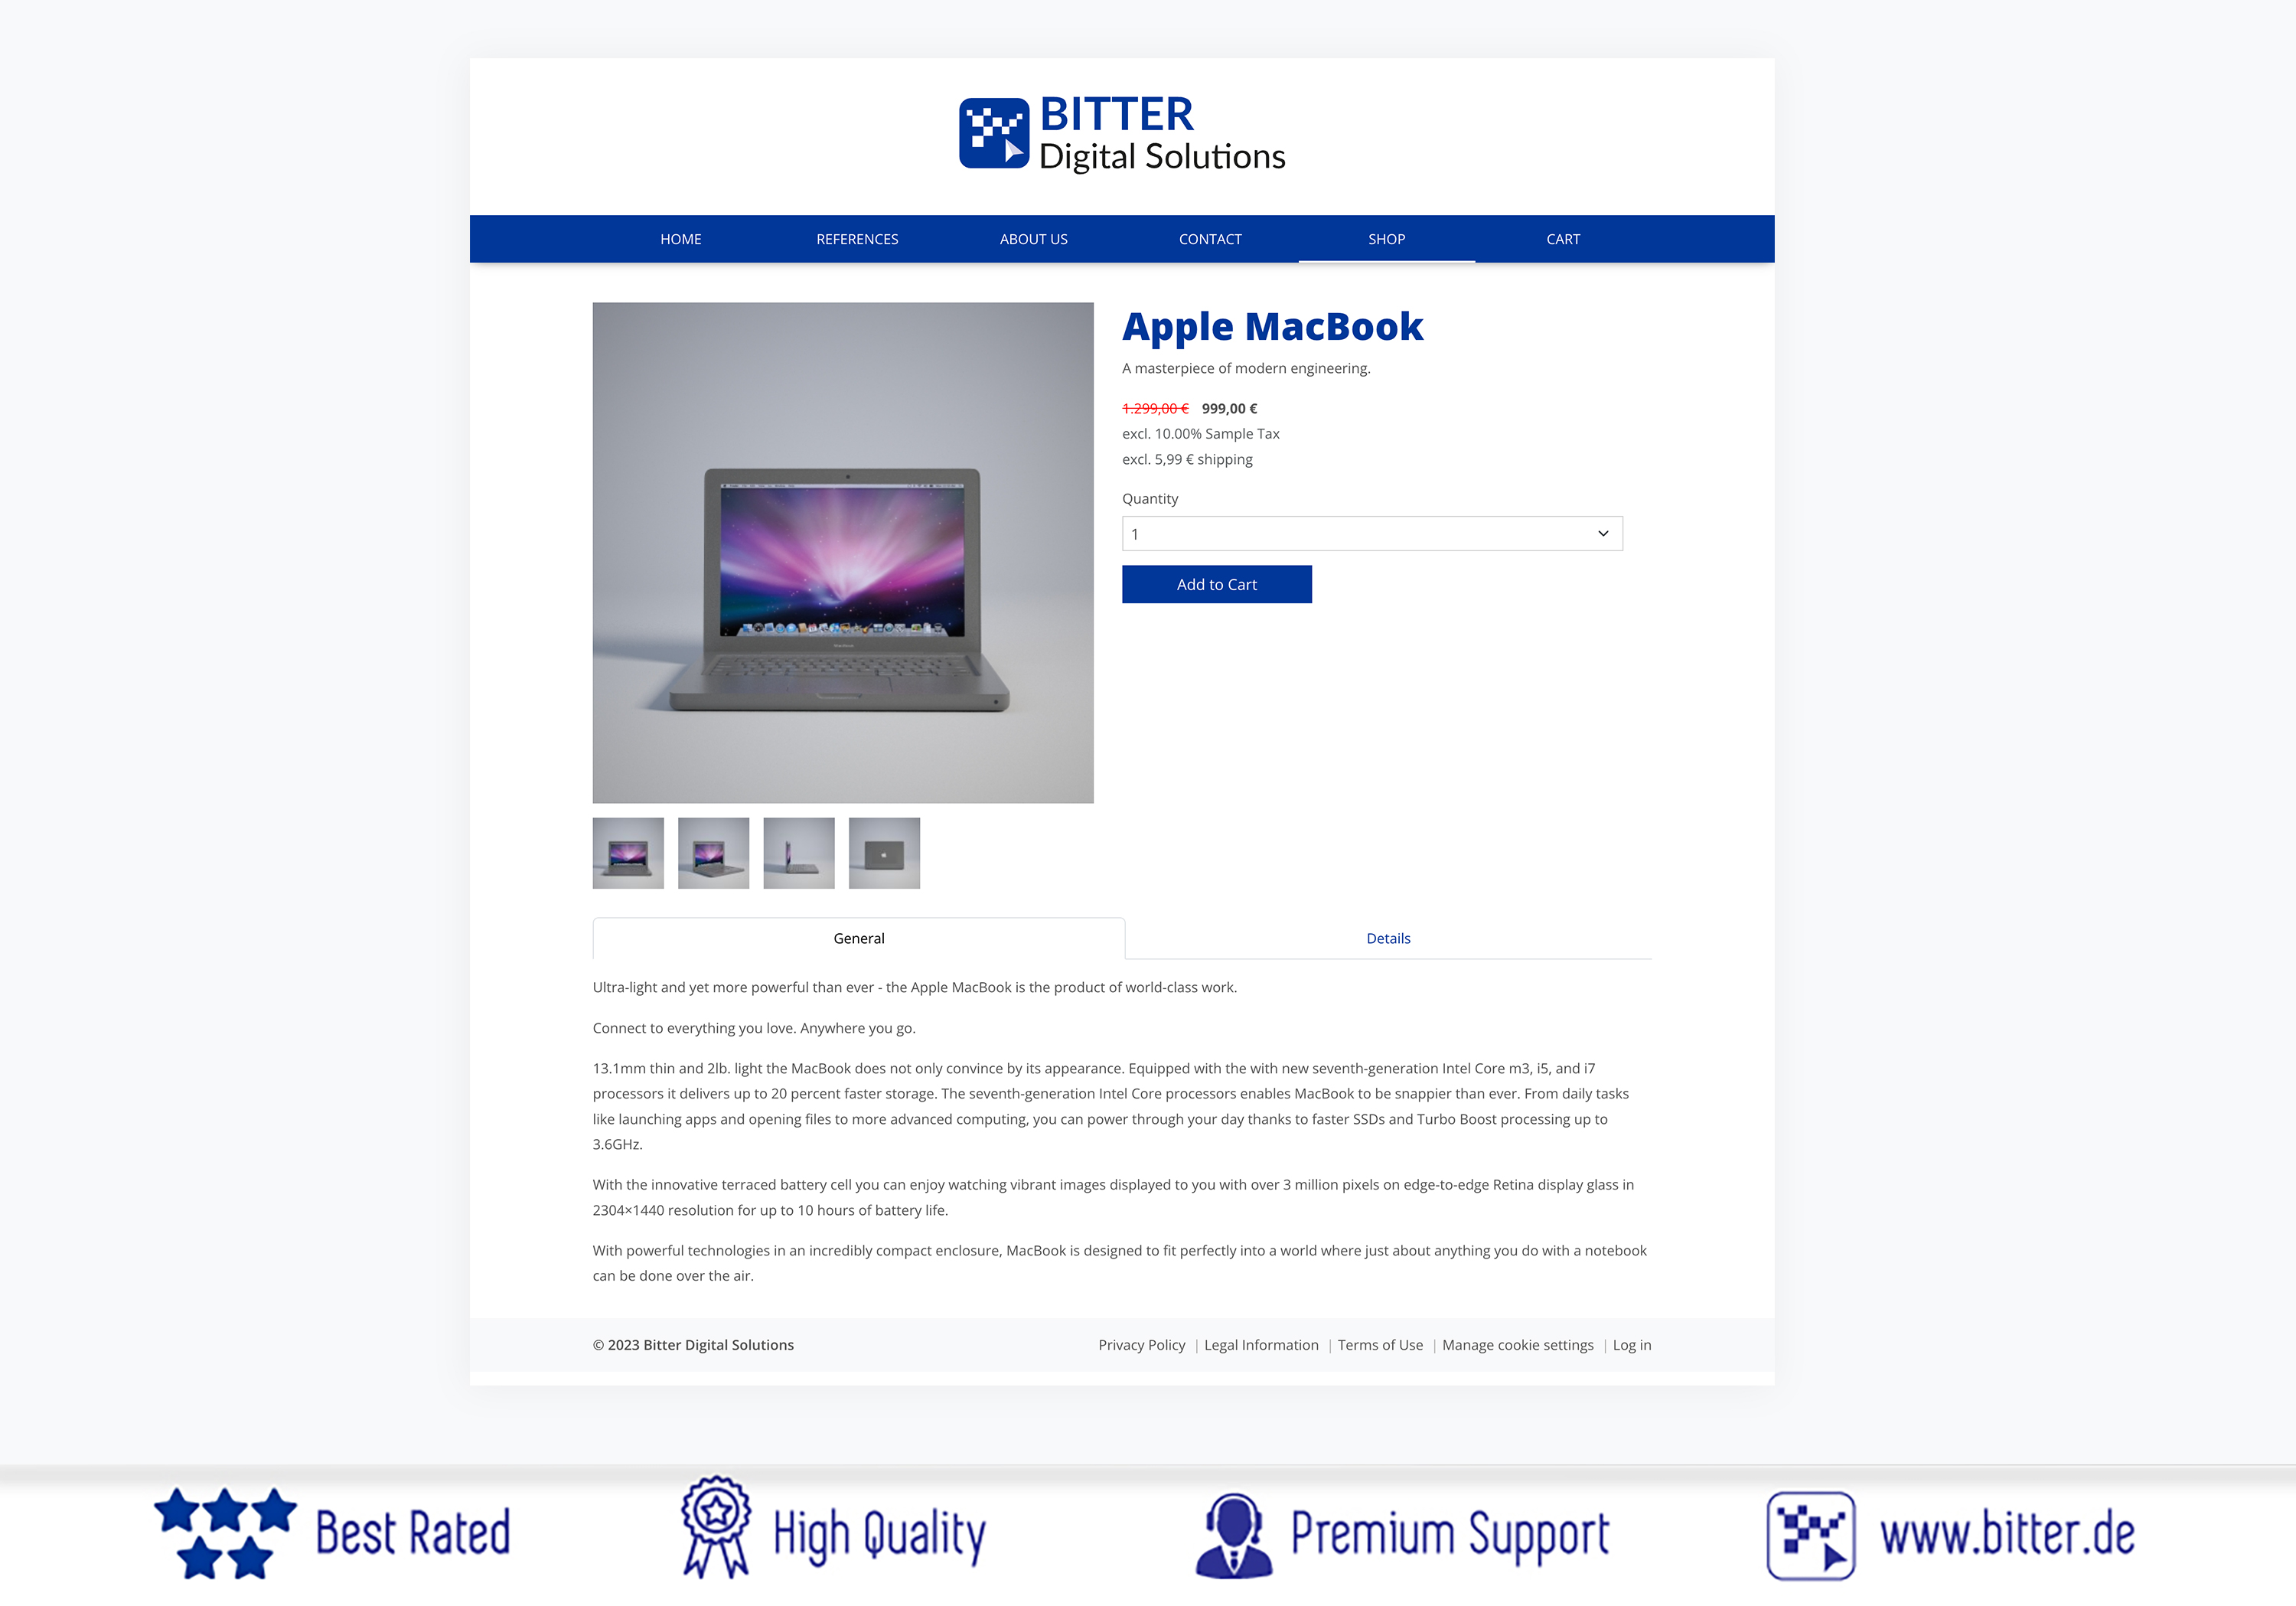 BITTER
Digital Solutions
HOME REFERENCES ABOUT US CONTACT SHOP CART
Apple MacBook
A masterpiece of modern engineering.
1.299,00 € 999,00 €
excl. 10.00% Sample Tax
excl. 5,99 € shipping
Quantity
1
Add to Cart
General Details
Ultra-light and yet more powerful than ever - the Apple MacBook is the product of world-class work.
Connect to everything you love. Anywhere you go.
13.1mm thin and 2lb. light the MacBook does not only convince by its appearance. Equipped with the with new seventh-generation Intel Core m3, i5, and i7
processors it delivers up to 20 percent faster storage. The seventh-generation Intel Core processors enables MacBook to be snappier than ever. From daily tasks
like launching apps and opening files to more advanced computing, you can power through your day thanks to faster SSDs and Turbo Boost processing up to
3.6GHz.
With the innovative terraced battery cell you can enjoy watching vibrant images displayed to you with over 3 million pixels on edge-to-edge Retina display glass in
2304×1440 resolution for up to 10 hours of battery life.
With powerful technologies in an incredibly compact enclosure, MacBook is designed to fit perfectly into a world where just about anything you do with a notebook
can be done over the air.
© 2023 Bitter Digital Solutions Privacy Policy | Legal Information | Terms of Use | Manage cookie settings | Log in
Best Rated High Quality Premium Support www.bitter.de